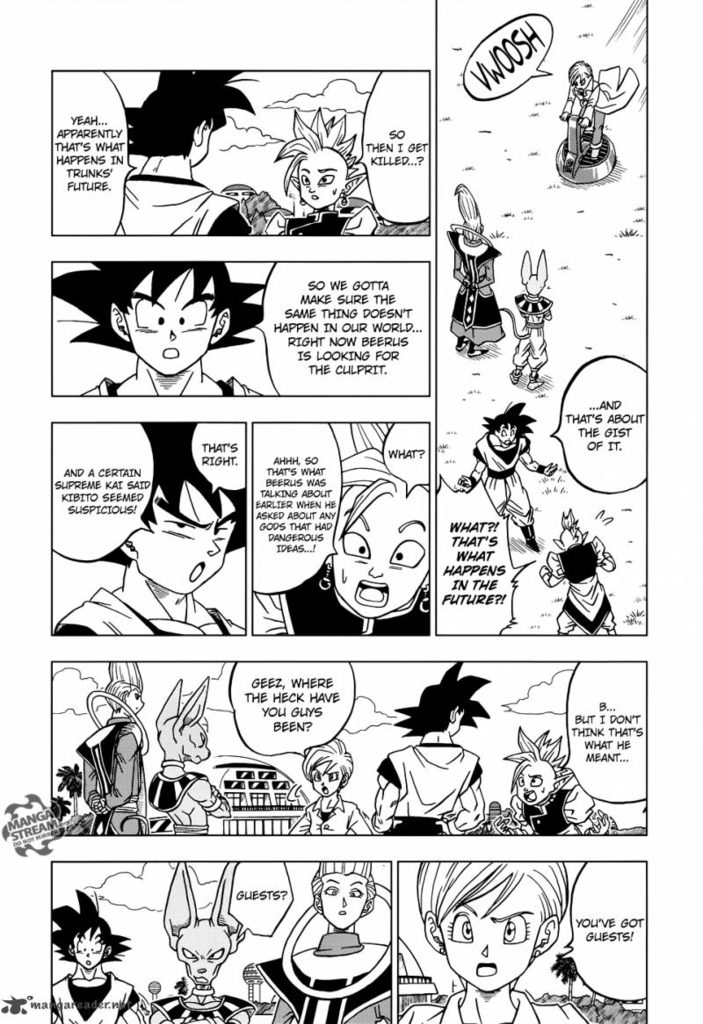 VWOOSH
...AND
THAT'S ABOUT
THE GIST
OF IT.
WHAT?!
THAT'S
WHAT
HAPPENS
IN THE
FUTURE?!
SO
THEN I GET
KILLED...?
YEAH...
APPARENTLY
THAT'S WHAT
HAPPENS IN
TRUNKS'
FUTURE.
SO WE GOTTA
MAKE SURE THE
SAME THING DOESN'T
HAPPEN IN OUR WORLD...
RIGHT NOW BEERUS
IS LOOKING FOR
THE CULPRIT.
WHAT?
AHHH, SO
THAT'S WHAT
BEERUS WAS
TALKING ABOUT
EARLIER WHEN HE
ASKED ABOUT ANY
GODS THAT HAD
DANGEROUS
IDEAS...!
THAT'S
RIGHT.
AND A CERTAIN
SUPREME KAI SAID
KIBITO SEEMED
SUSPICIOUS!
B...
BUT I DON'T
THINK THAT'S
WHAT HE
MEANT...
GEEZ, WHERE
THE HECK HAVE
YOU GUYS
BEEN?
YOU'VE GOT
GUESTS!
GUESTS?
MANGA
STREAM
DO NOT MIRROR
mangareader.net